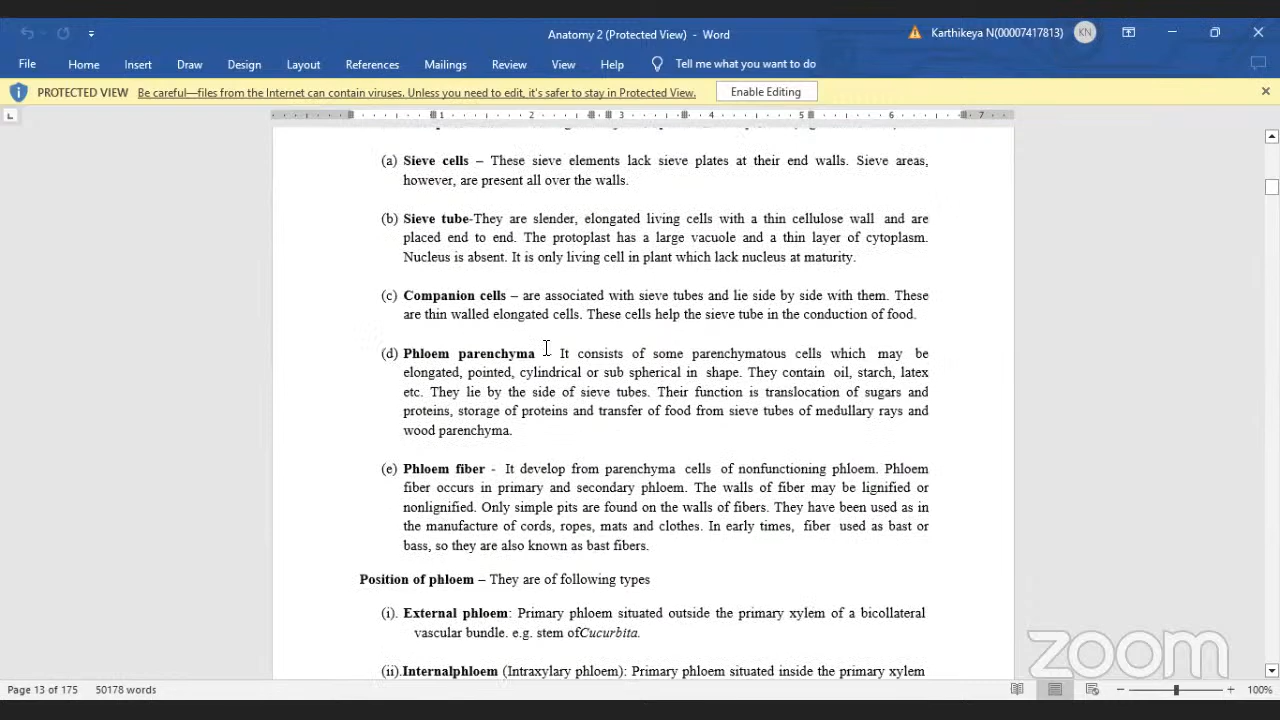 Anatomy 2 (Protected View) - Word
Karthikeya N(00007417813)
KN
File Home Insert Draw Design Layout References Mailings Review View Help Tell me what you want to do
PROTECTED VIEW Be careful—files from the Internet can contain viruses. Unless you need to edit, it's safer to stay in Protected View. Enable Editing
1 2 3 4 5 6 7
(a) Sieve cells – These sieve elements lack sieve plates at their end walls. Sieve areas,
however, are present all over the walls.
(b) Sieve tube-They are slender, elongated living cells with a thin cellulose wall and are
placed end to end. The protoplast has a large vacuole and a thin layer of cytoplasm.
Nucleus is absent. It is only living cell in plant which lack nucleus at maturity.
(c) Companion cells – are associated with sieve tubes and lie side by side with them. These
are thin walled elongated cells. These cells help the sieve tube in the conduction of food.
(d) Phloem parenchyma It consists of some parenchymatous cells which may be
elongated, pointed, cylindrical or sub spherical in shape. They contain oil, starch, latex
etc. They lie by the side of sieve tubes. Their function is translocation of sugars and
proteins, storage of proteins and transfer of food from sieve tubes of medullary rays and
wood parenchyma.
(e) Phloem fiber - It develop from parenchyma cells of nonfunctioning phloem. Phloem
fiber occurs in primary and secondary phloem. The walls of fiber may be lignified or
nonlignified. Only simple pits are found on the walls of fibers. They have been used as in
the manufacture of cords, ropes, mats and clothes. In early times, fiber used as bast or
bass, so they are also known as bast fibers.
Position of phloem – They are of following types
(i). External phloem: Primary phloem situated outside the primary xylem of a bicollateral
vascular bundle. e.g. stem ofCucurbita.
(ii).Internalphloem (Intraxylary phloem): Primary phloem situated inside the primary xylem
zoom
Page 13 of 175 50178 words
100%